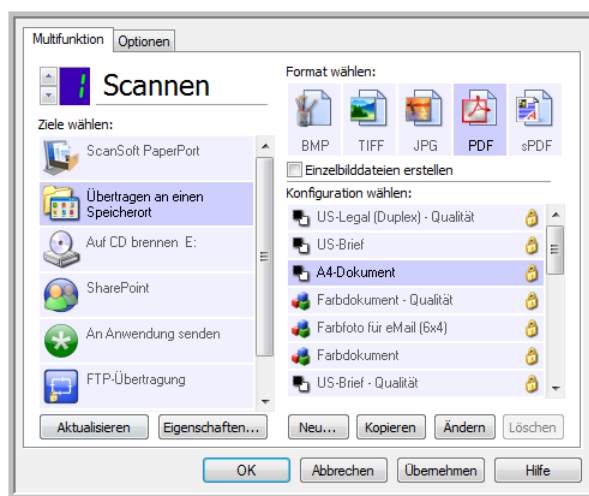 Multifunktion
Optionen
1 Scannen
Ziele wählen:
ScanSoft PaperPort
Übertragen an einen
Speicherort
Auf CD brennen E:
SharePoint
An Anwendung senden
FTP-Übertragung
Aktualisieren
Eigenschaften...
Format wählen:
BMP
TIFF
JPG
PDF
sPDF
Einzelbilddateien erstellen
Konfiguration wählen:
US-Legal (Duplex) - Qualität
US-Brief
A4-Dokument
Farbdokument - Qualität
Farbfoto für eMail (6x4)
Farbdokument
US-Brief - Qualität
Neu...
Kopieren
Ändern
Löschen
OK
Abbrechen
Übernehmen
Hilfe